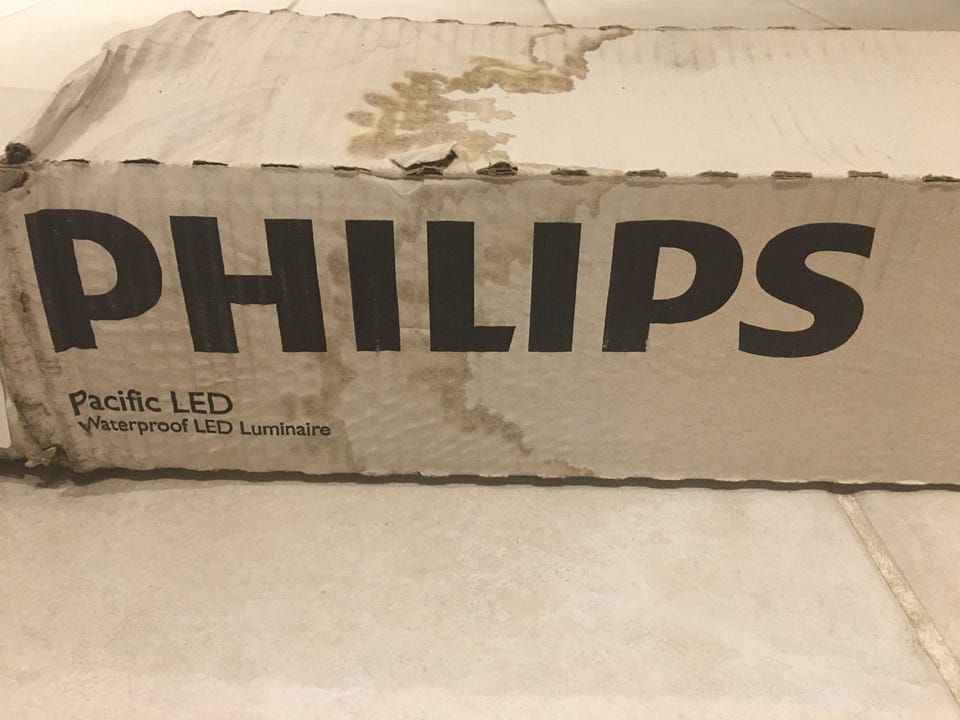 PHILIPS
Pacific LED
Waterproof LED Luminaire